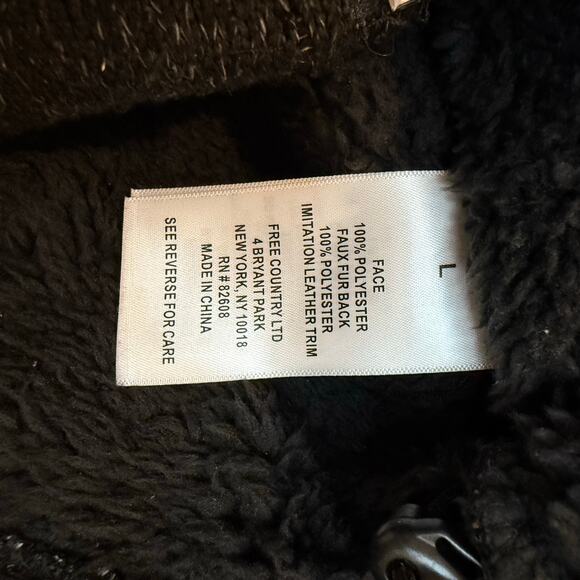 L
FACE
100% POLYESTER
FAUX FUR BACK
100% POLYESTER
IMITATION LEATHER TRIM
FREE COUNTRY LTD
4 BRYANT PARK
NEW YORK, NY 10018
RN # 82608
MADE IN CHINA
SEE REVERSE FOR CARE